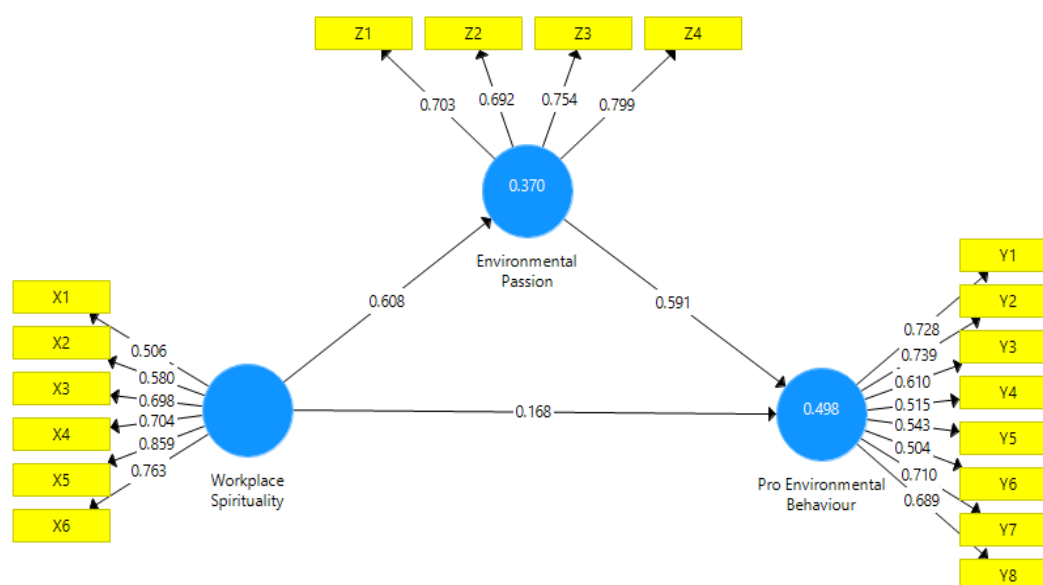 Z1
Z2
Z3
Z4
0.703
0.692
0.754
0.799
0.370
Environmental
Passion
0.608
0.591
X1
X2
X3
X4
X5
X6
0.506
0.580
0.698
0.704
0.859
0.763
Workplace
Spirituality
0.168
0.498
Pro Environmental
Behaviour
0.728
0.739
0.610
0.515
0.543
0.504
0.710
0.689
Y1
Y2
Y3
Y4
Y5
Y6
Y7
Y8